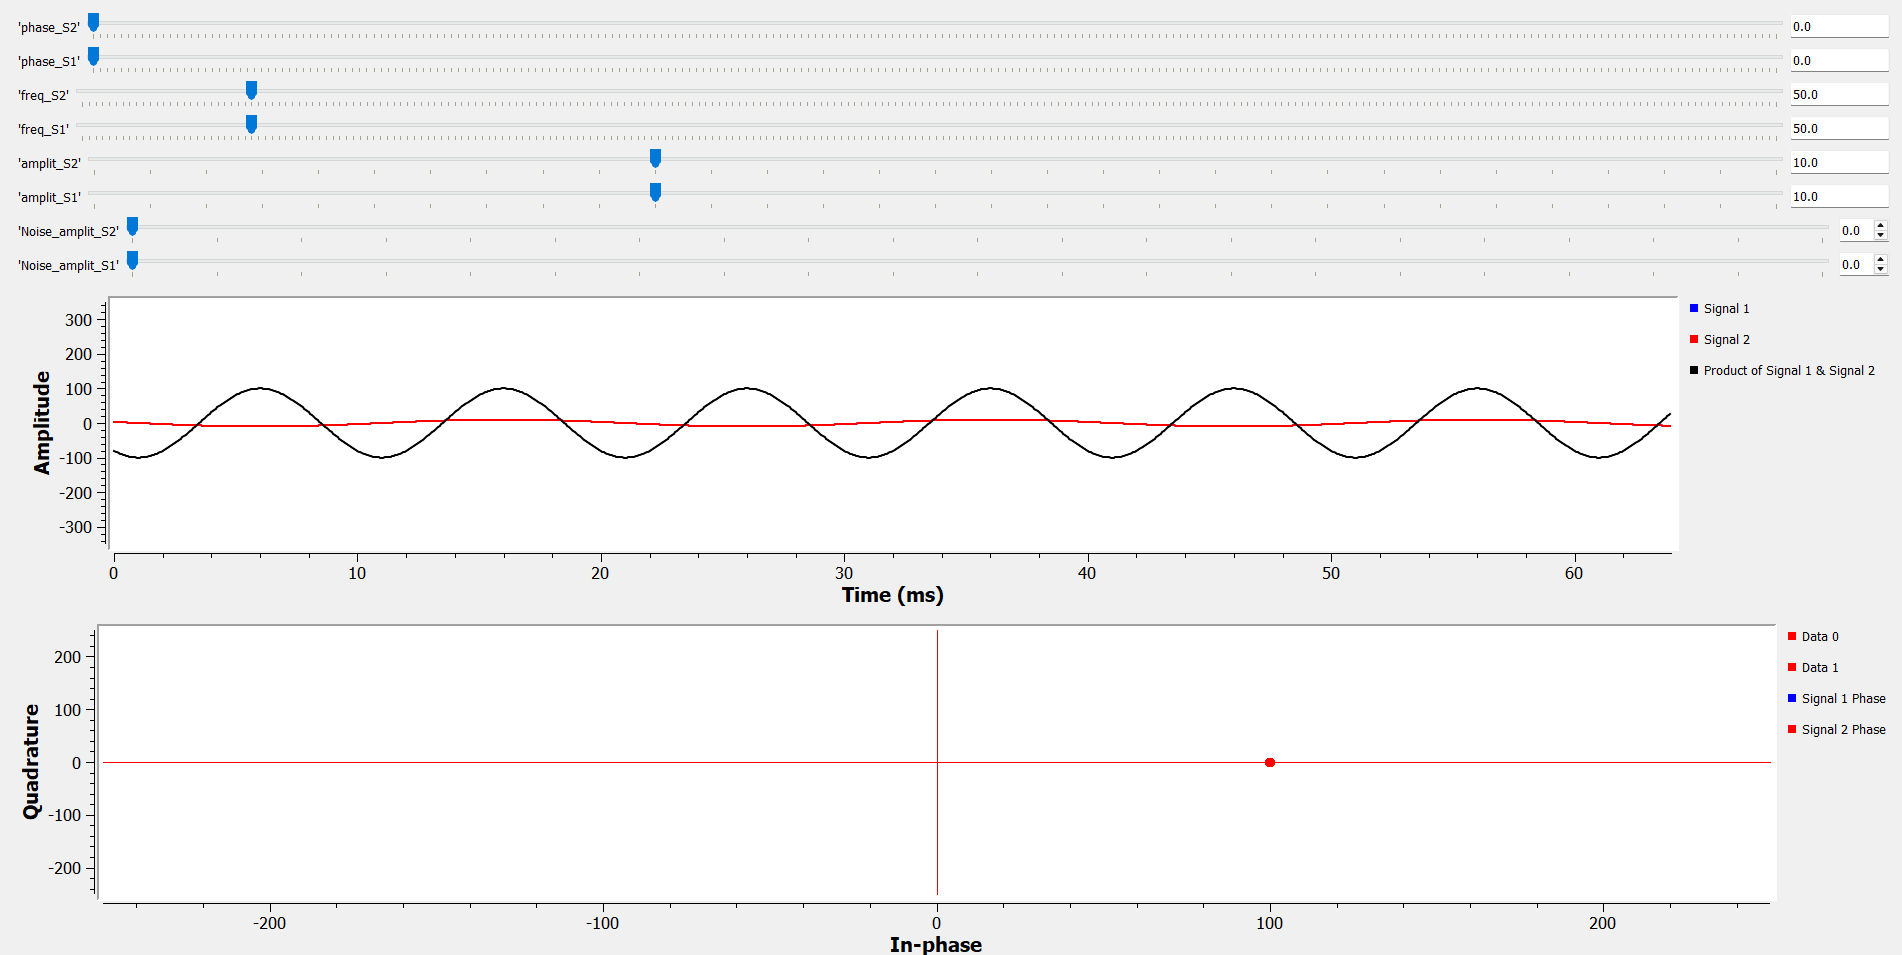 'phase_S2' 0.0
'phase_S1' 0.0
'freq_S2' 50.0
'freq_S1' 50.0
'amplit_S2' 10.0
'amplit_S1' 10.0
'Noise_amplit_S2' 0.0
'Noise_amplit_S1' 0.0
Amplitude
300
200
100
0
-100
-200
-300
0 10 20 30 40 50 60
Time (ms)
Signal 1
Signal 2
Product of Signal 1 & Signal 2
Quadrature
200
100
0
-100
-200
-200 -100 0 100 200
In-phase
Data 0
Data 1
Signal 1 Phase
Signal 2 Phase